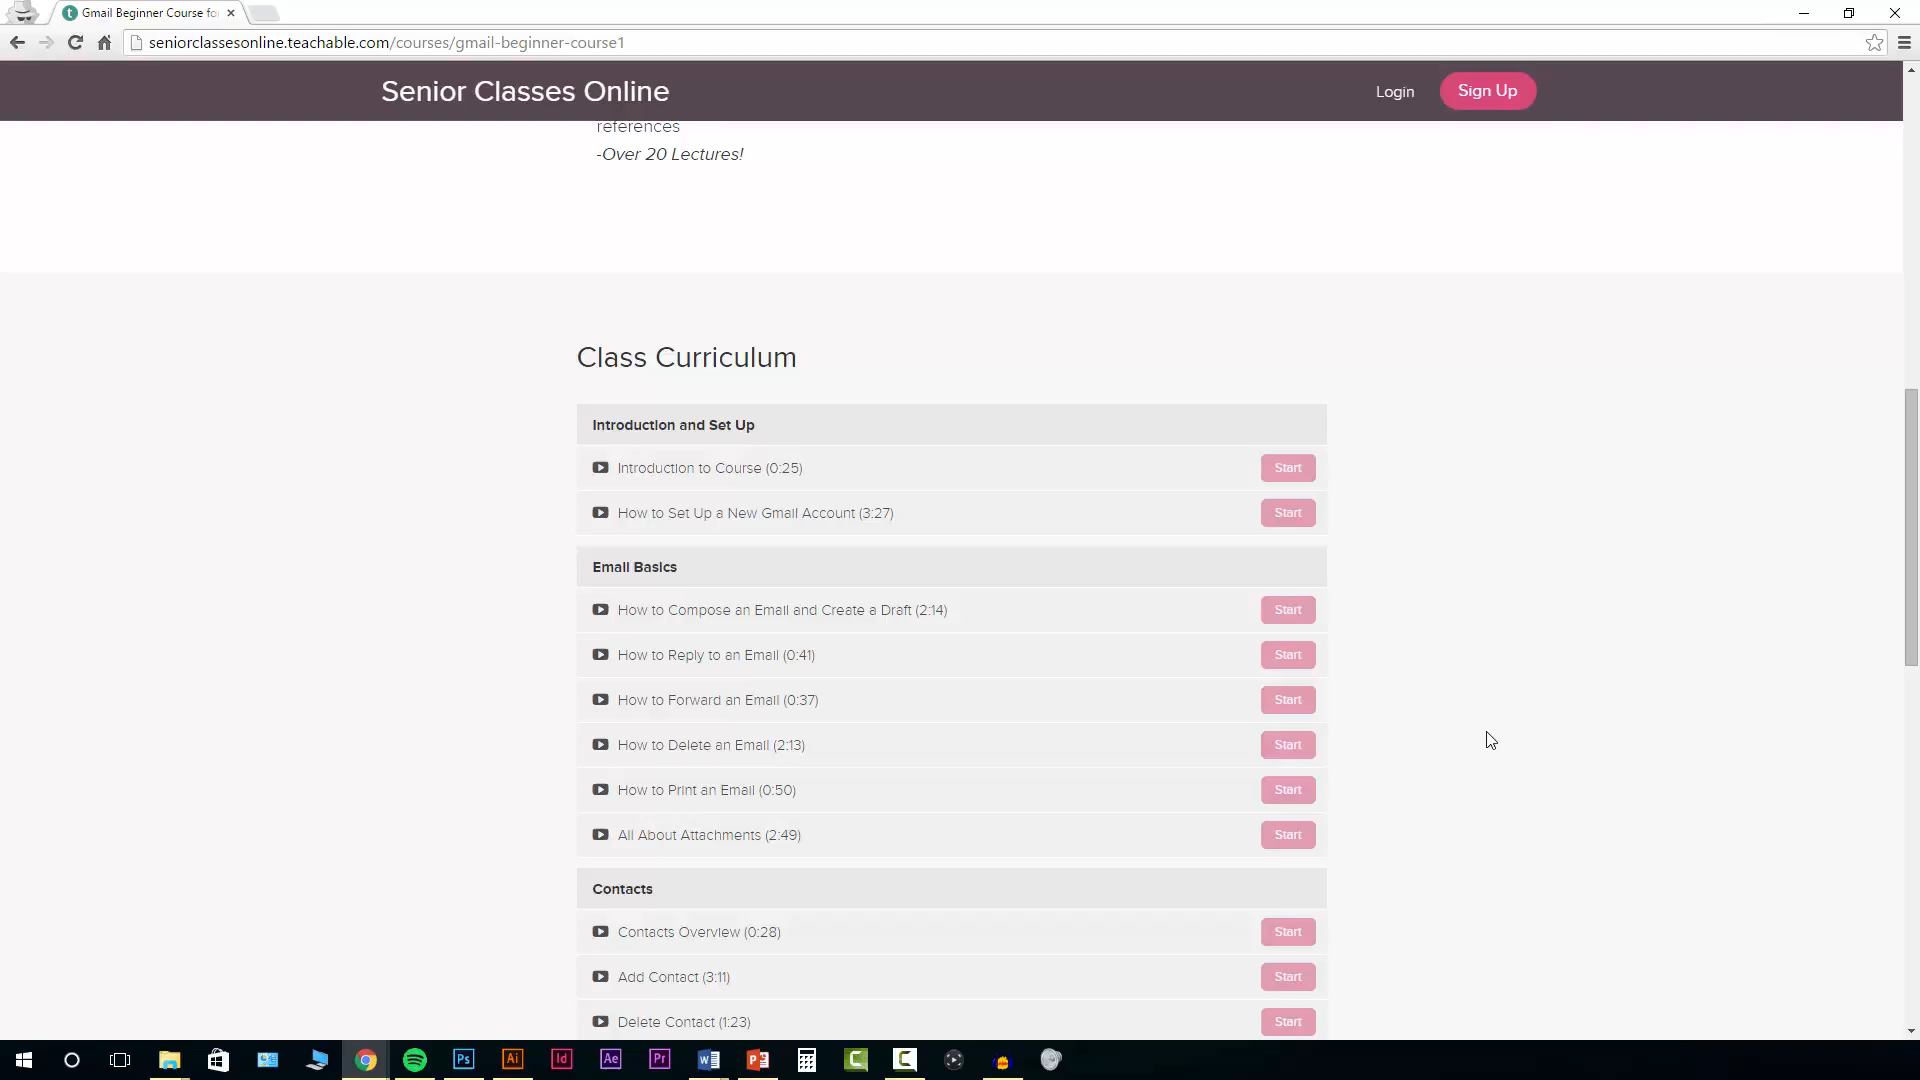 Gmail Beginner Course fo
seniorclassesonline.teachable.com/courses/gmail-beginner-course1
Senior Classes Online
Login
Sign Up
references
-Over 20 Lectures!
Class Curriculum
Introduction and Set Up
Introduction to Course (0:25)
Start
How to Set Up a New Gmail Account (3:27)
Start
Email Basics
How to Compose an Email and Create a Draft (2:14)
Start
How to Reply to an Email (0:41)
Start
How to Forward an Email (0:37)
Start
How to Delete an Email (2:13)
Start
How to Print an Email (0:50)
Start
All About Attachments (2:49)
Start
Contacts
Contacts Overview (0:28)
Start
Add Contact (3:11)
Start
Delete Contact (1:23)
Start
Ps
Ai
Id
Ae
Pr